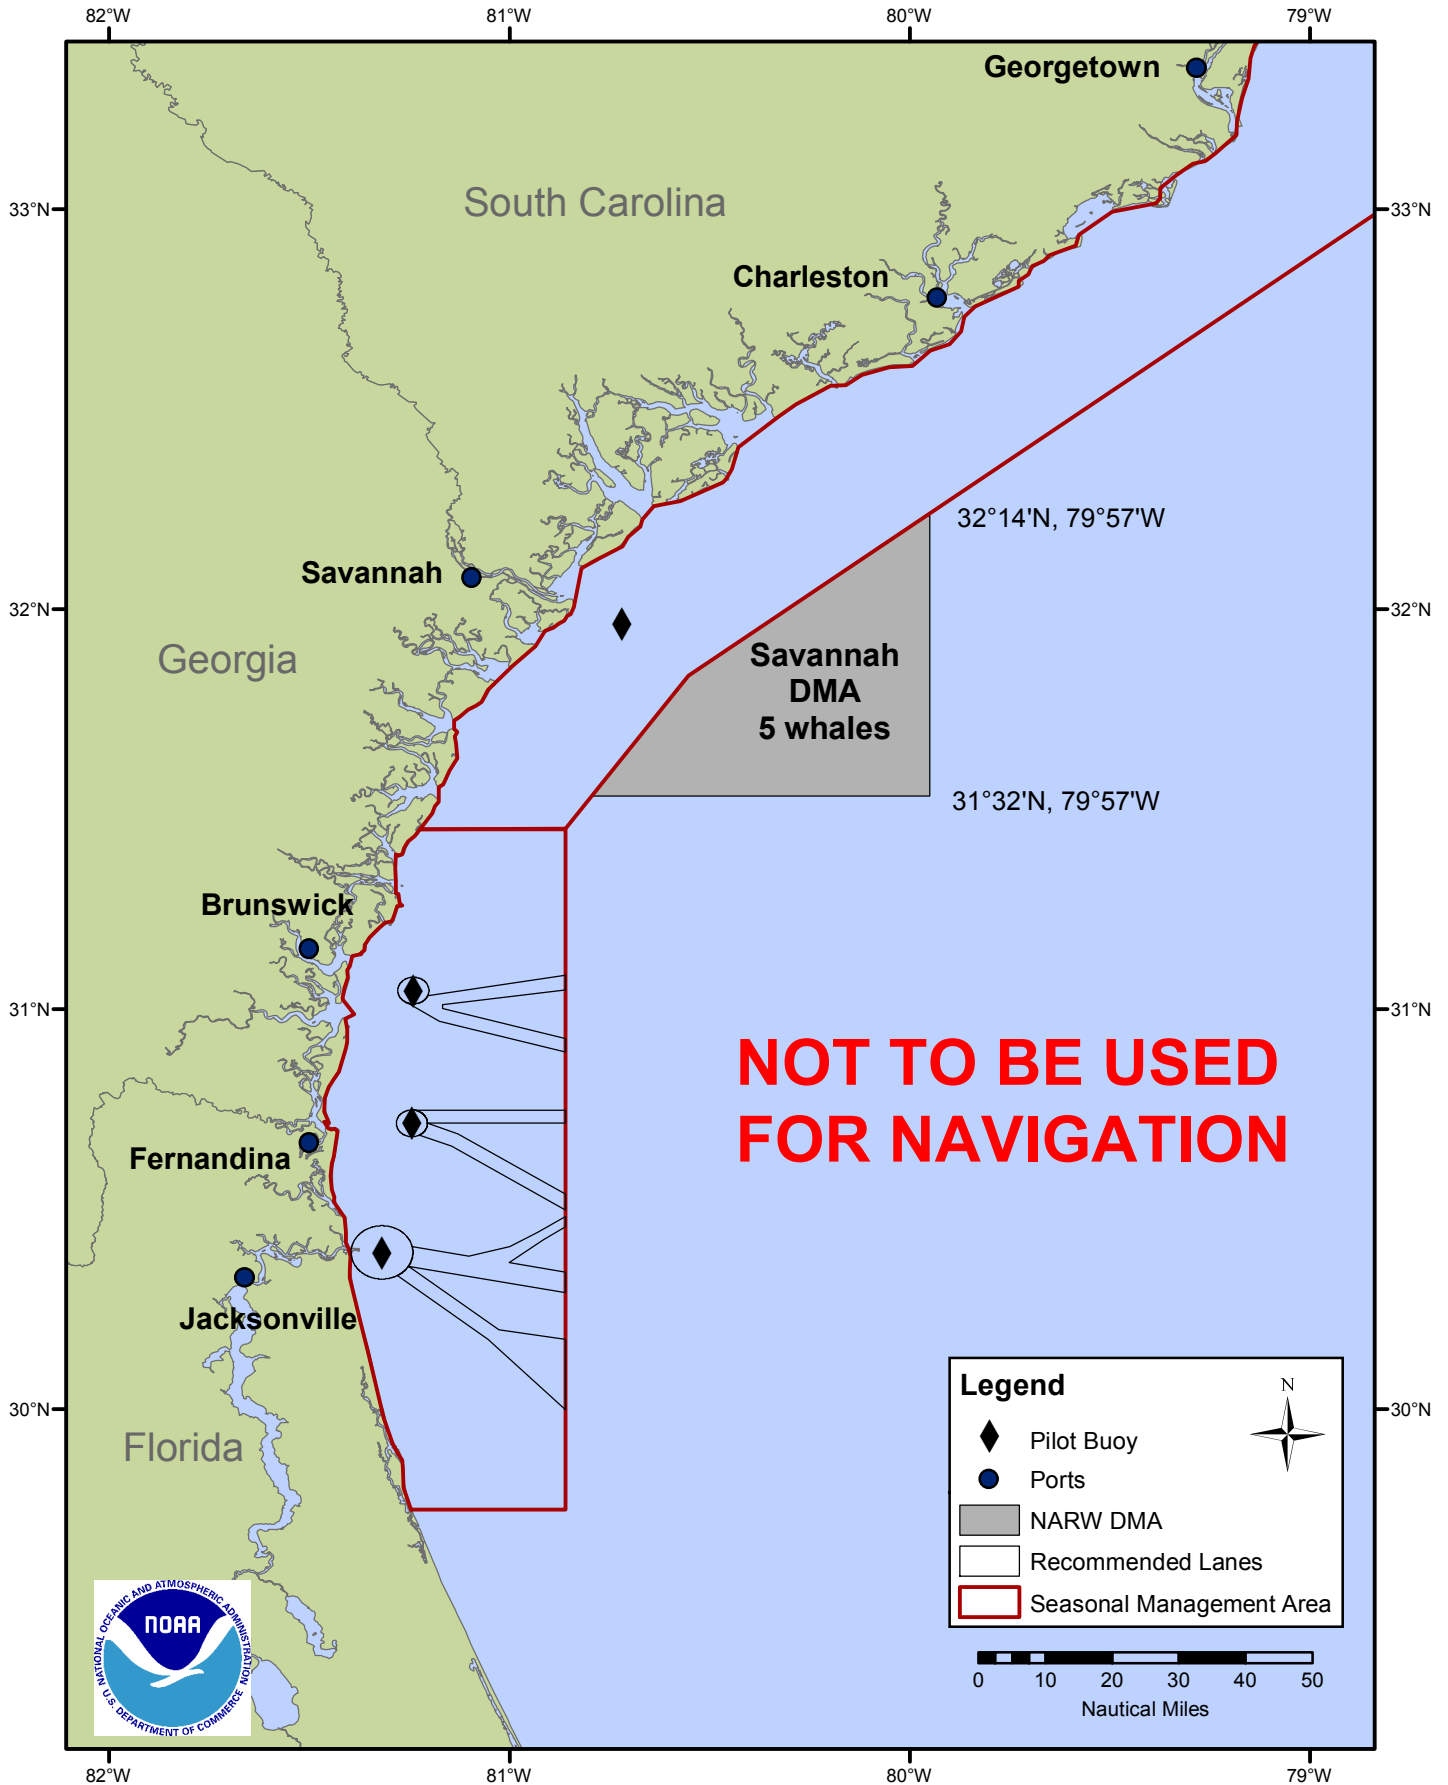 82°W
81°W
80°W
79°W
Georgetown
South Carolina
33°N
33°N
Charleston
32°14'N, 79°57'W
Savannah
32°N
32°N
Georgia
Savannah
DMA
5 whales
31°32'N, 79°57'W
Brunswick
31°N
31°N
NOT TO BE USED
FOR NAVIGATION
Fernandina
Jacksonville
Legend
N
30°N
30°N
Florida
Pilot Buoy
Ports
NARW DMA
Recommended Lanes
Seasonal Management Area
NATIONAL OCEANIC AND ATMOSPHERIC ADMINISTRATION
NOAA
U.S. DEPARTMENT OF COMMERCE
0 10 20 30 40 50
Nautical Miles
82°W
81°W
80°W
79°W